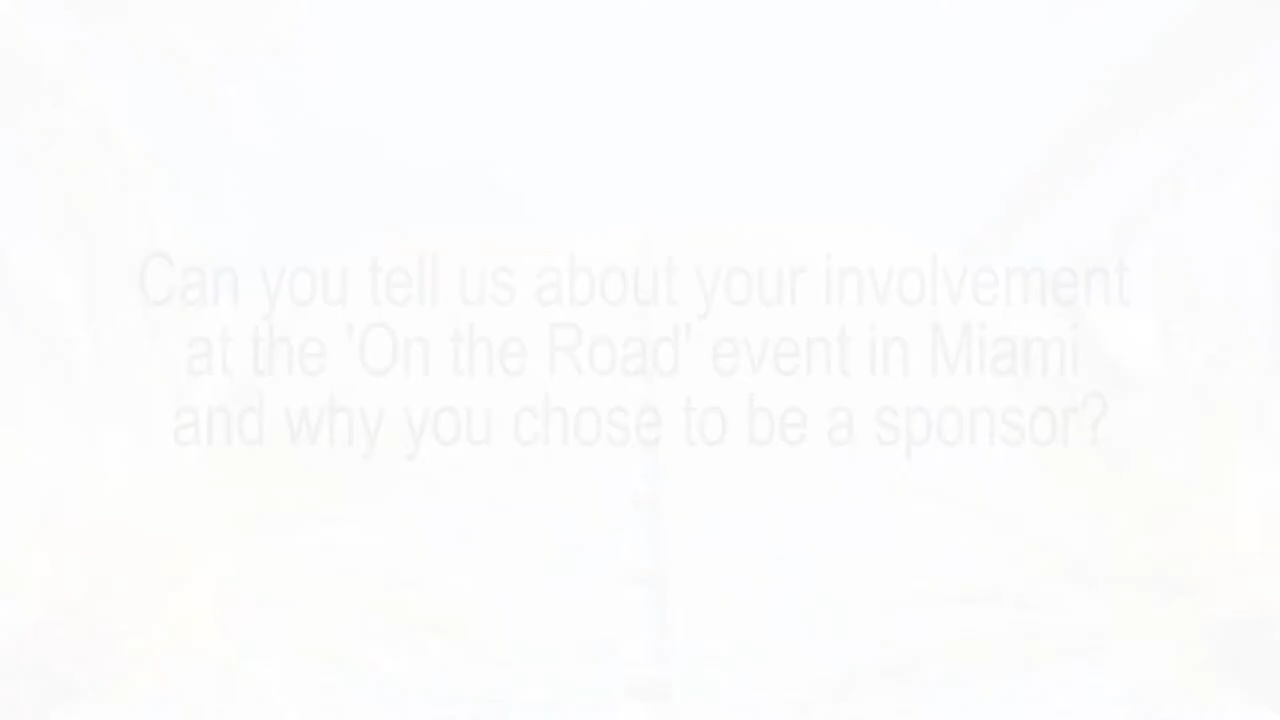 Can you tell us about your involvement
at the 'On the Road' event in Miami
and why you chose to be a sponsor?